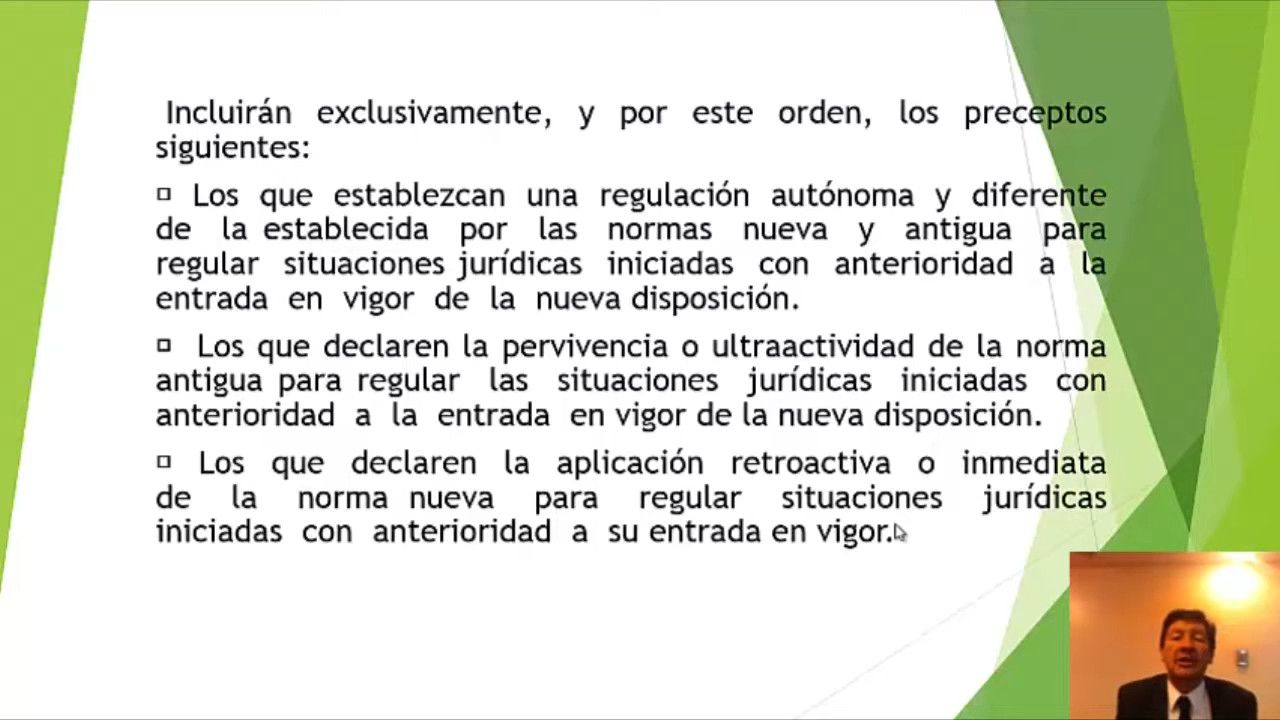 Incluirán exclusivamente, y por este orden, los preceptos
siguientes:
Los que establezcan una regulación autónoma y diferente
de la establecida por las normas nueva y antigua para
regular situaciones jurídicas iniciadas con anterioridad a la
entrada en vigor de la nueva disposición.
Los que declaren la pervivencia o ultraactividad de la norma
antigua para regular las situaciones jurídicas iniciadas con
anterioridad a la entrada en vigor de la nueva disposición.
Los que declaren la aplicación retroactiva o inmediata
de la norma nueva para regular situaciones jurídicas
iniciadas con anterioridad a su entrada en vigor.